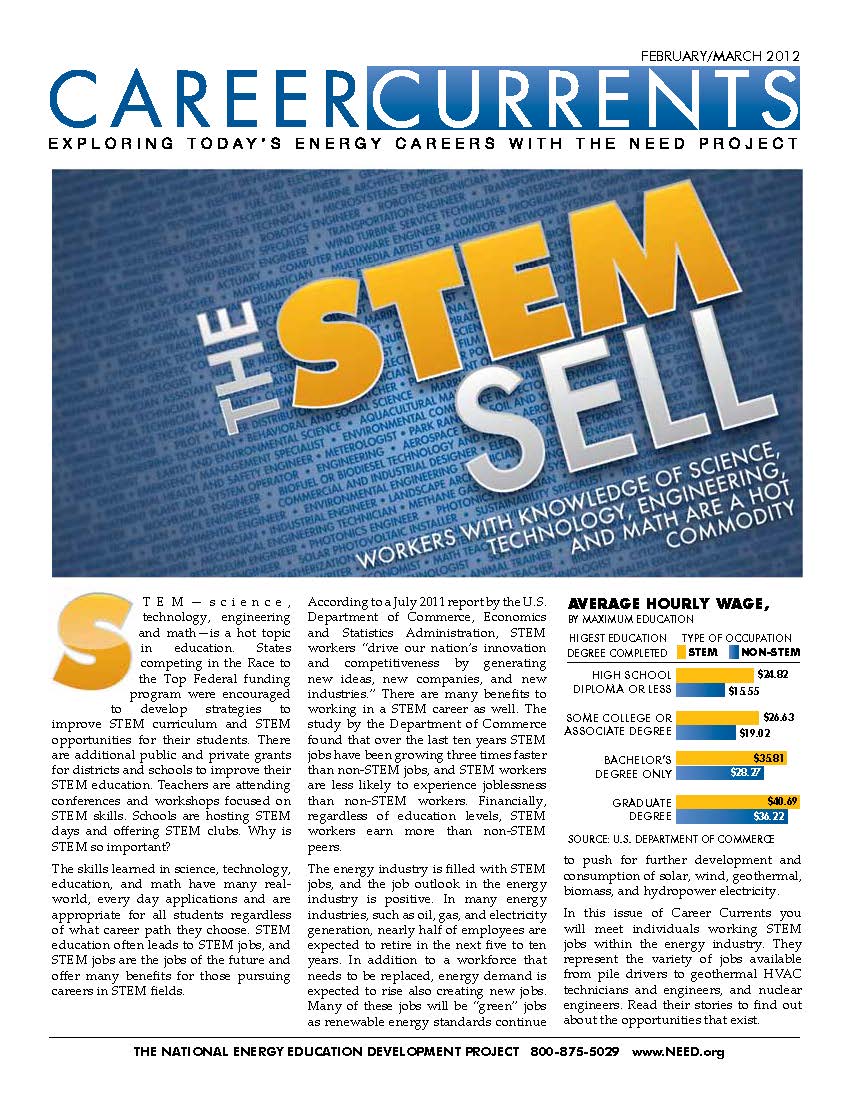 FEBRUARY/MARCH 2012
CAREERCURRENTS
EXPLORING TODAY'S ENERGY CAREERS WITH THE NEED PROJECT
THE
STEM
SELL
WORKERS WITH KNOWLEDGE OF SCIENCE,
TECHNOLOGY, ENGINEERING,
AND MATH ARE A HOT
COMMODITY
STEM—science,
technology, engineering
and math—is a hot topic
in education. States
competing in the Race to
the Top Federal funding
program were encouraged
to develop strategies to
improve STEM curriculum and STEM
opportunities for their students. There
are additional public and private grants
for districts and schools to improve their
STEM education. Teachers are attending
conferences and workshops focused on
STEM skills. Schools are hosting STEM
days and offering STEM clubs. Why is
STEM so important?
The skills learned in science, technology,
education, and math have many real-
world, every day applications and are
appropriate for all students regardless
of what career path they choose. STEM
education often leads to STEM jobs, and
STEM jobs are the jobs of the future and
offer many benefits for those pursuing
careers in STEM fields.
According to a July 2011 report by the U.S.
Department of Commerce, Economics
and Statistics Administration, STEM
workers "drive our nation's innovation
and competitiveness by generating
new ideas, new companies, and new
industries." There are many benefits to
working in a STEM career as well. The
study by the Department of Commerce
found that over the last ten years STEM
jobs have been growing three times faster
than non-STEM jobs, and STEM workers
are less likely to experience joblessness
than non-STEM workers. Financially,
regardless of education levels, STEM
workers earn more than non-STEM
peers.
The energy industry is filled with STEM
jobs, and the job outlook in the energy
industry is positive. In many energy
industries, such as oil, gas, and electricity
generation, nearly half of employees are
expected to retire in the next five to ten
years. In addition to a workforce that
needs to be replaced, energy demand is
expected to rise also creating new jobs.
Many of these jobs will be "green" jobs
as renewable energy standards continue
AVERAGE HOURLY WAGE,
BY MAXIMUM EDUCATION
HIGEST EDUCATION TYPE OF OCCUPATION
DEGREE COMPLETED STEM NON-STEM
HIGH SCHOOL $24.82
DIPLOMA OR LESS $15.55
SOME COLLEGE OR $26.63
ASSOCIATE DEGREE $19.02
BACHELOR'S $35.81
DEGREE ONLY $28.27
GRADUATE $40.69
DEGREE $36.22
SOURCE: U.S. DEPARTMENT OF COMMERCE
to push for further development and
consumption of solar, wind, geothermal,
biomass, and hydropower electricity.
In this issue of Career Currents you
will meet individuals working STEM
jobs within the energy industry. They
represent the variety of jobs available
from pile drivers to geothermal HVAC
technicians and engineers, and nuclear
engineers. Read their stories to find out
about the opportunities that exist.
THE NATIONAL ENERGY EDUCATION DEVELOPMENT PROJECT 800-875-5029 www.NEED.org